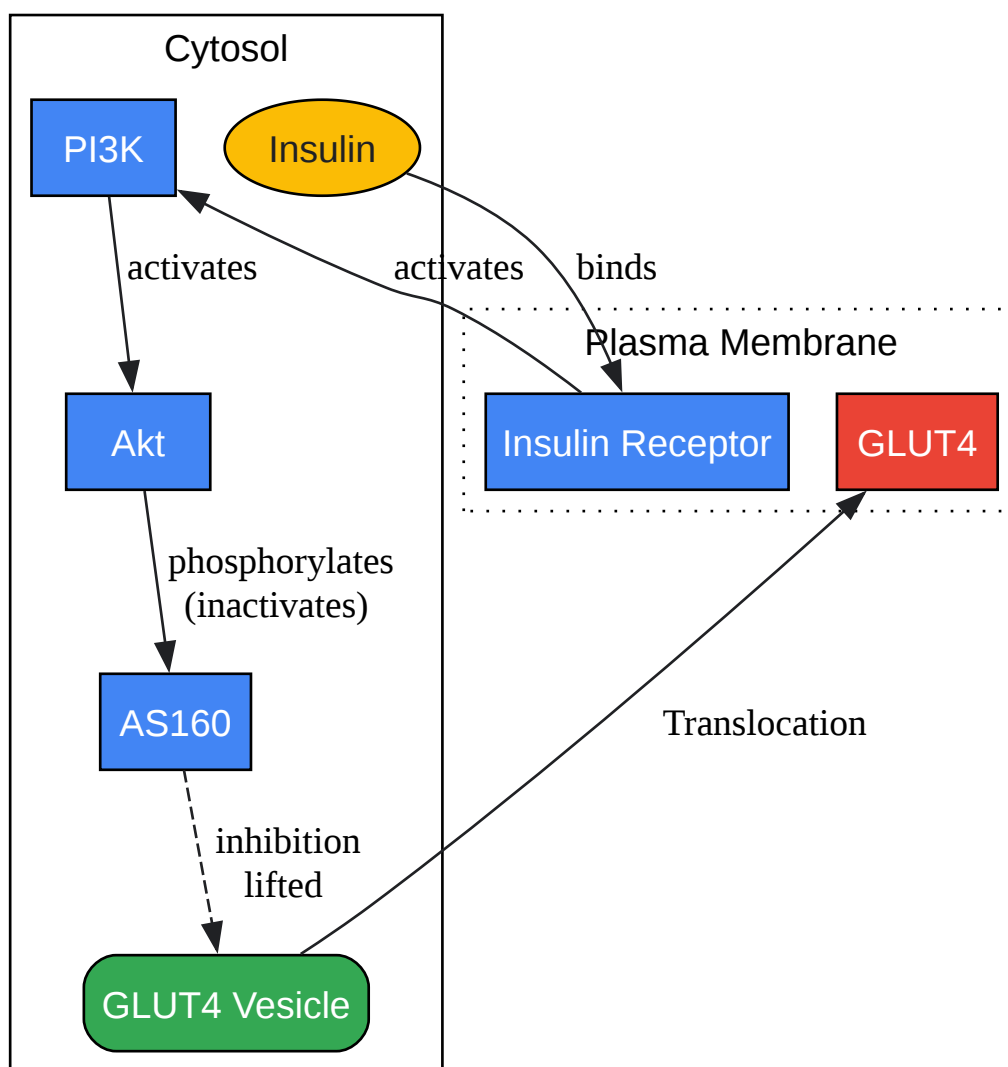 Cytosol
PI3K
Insulin
activates
activates
binds
Plasma Membrane
Akt
Insulin Receptor
GLUT4
phosphorylates
(inactivates)
AS160
Translocation
inhibition
lifted
GLUT4 Vesicle